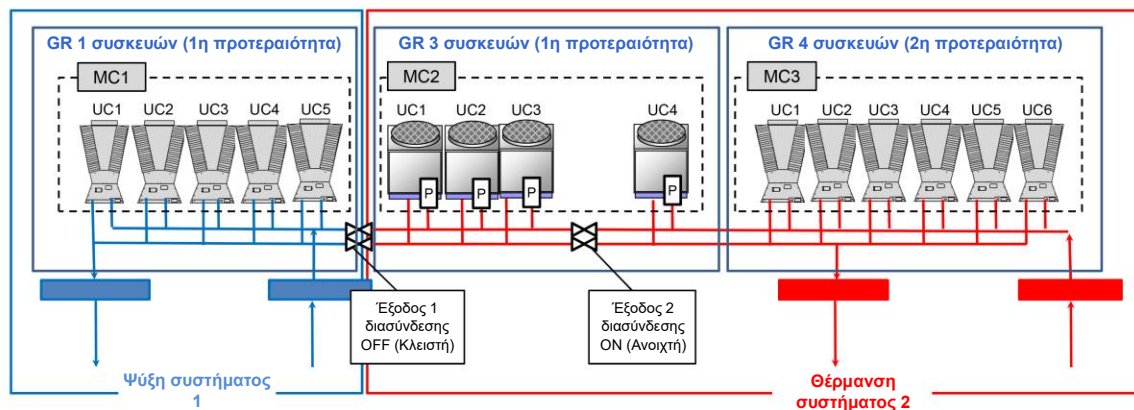 GR 1 συσκευών (1η προτεραιότητα)
GR 3 συσκευών (1η προτεραιότητα)
GR 4 συσκευών (2η προτεραιότητα)
MC1
MC2
MC3
UC1 UC2 UC3 UC4 UC5
UC1 UC2 UC3 UC4
UC1 UC2 UC3 UC4 UC5 UC6
P P P P
Έξοδος 1
διασύνδεσης
OFF (Κλειστή)
Έξοδος 2
διασύνδεσης
ON (Ανοιχτή)
Ψύξη συστήματος
1
Θέρμανση
συστήματος 2